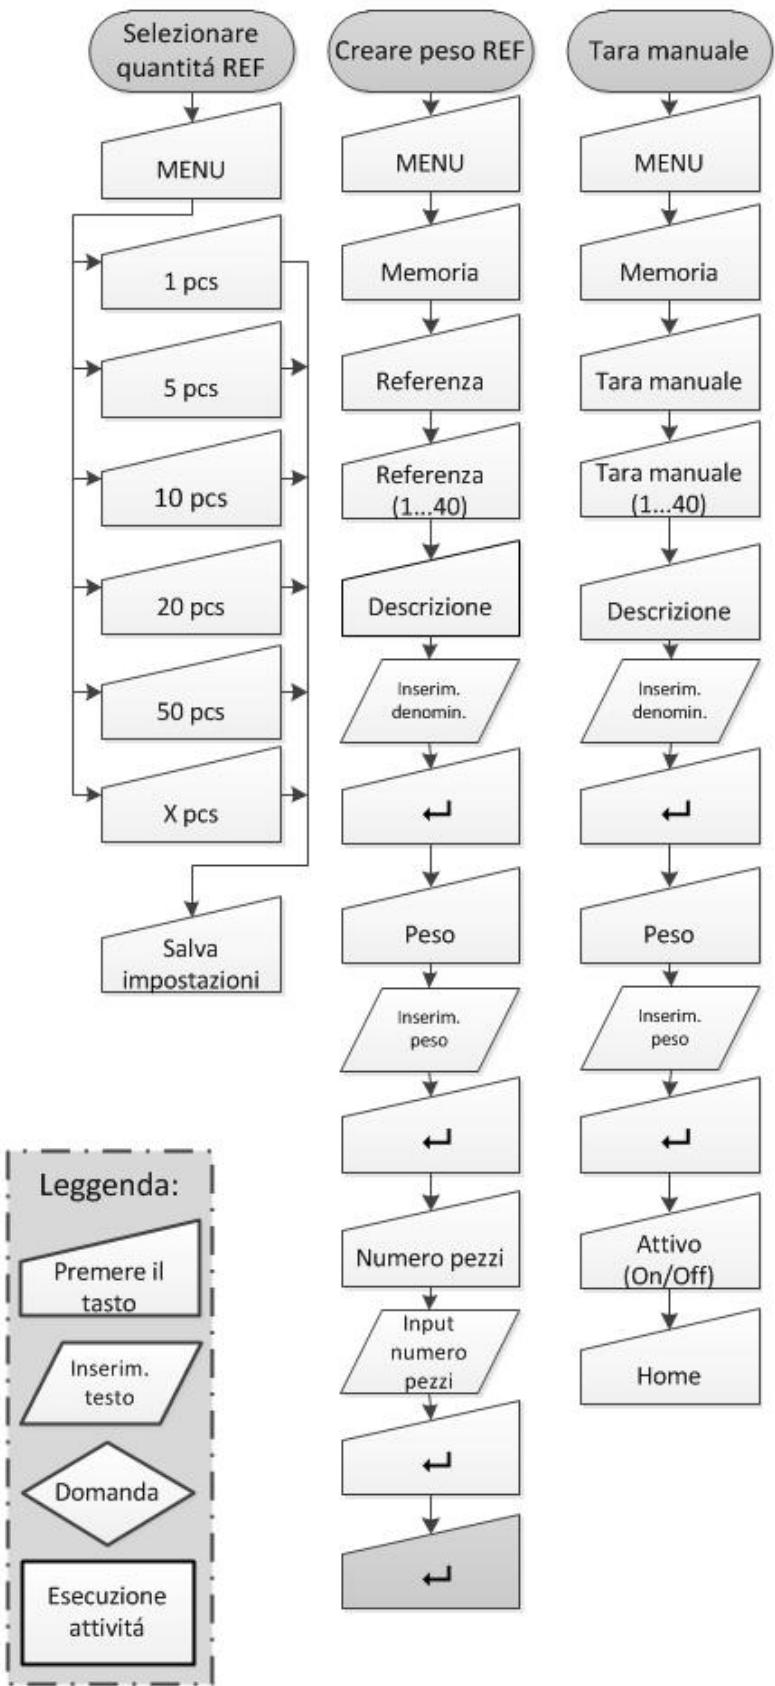 Selezionare
quantitá REF
MENU
1 pcs
5 pcs
10 pcs
20 pcs
50 pcs
X pcs
Salva
impostazioni
Creare peso REF
MENU
Memoria
Referenza
Referenza
(1...40)
Descrizione
Inserim.
denomin.
↵
Peso
Inserim.
peso
↵
Numero pezzi
Input
numero
pezzi
↵
↵
Tara manuale
MENU
Memoria
Tara manuale
Tara manuale
(1...40)
Descrizione
Inserim.
denomin.
↵
Peso
Inserim.
peso
↵
Attivo
(On/Off)
Home
Leggenda:
Premere il
tasto
Inserim.
testo
Domanda
Esecuzione
attivitá